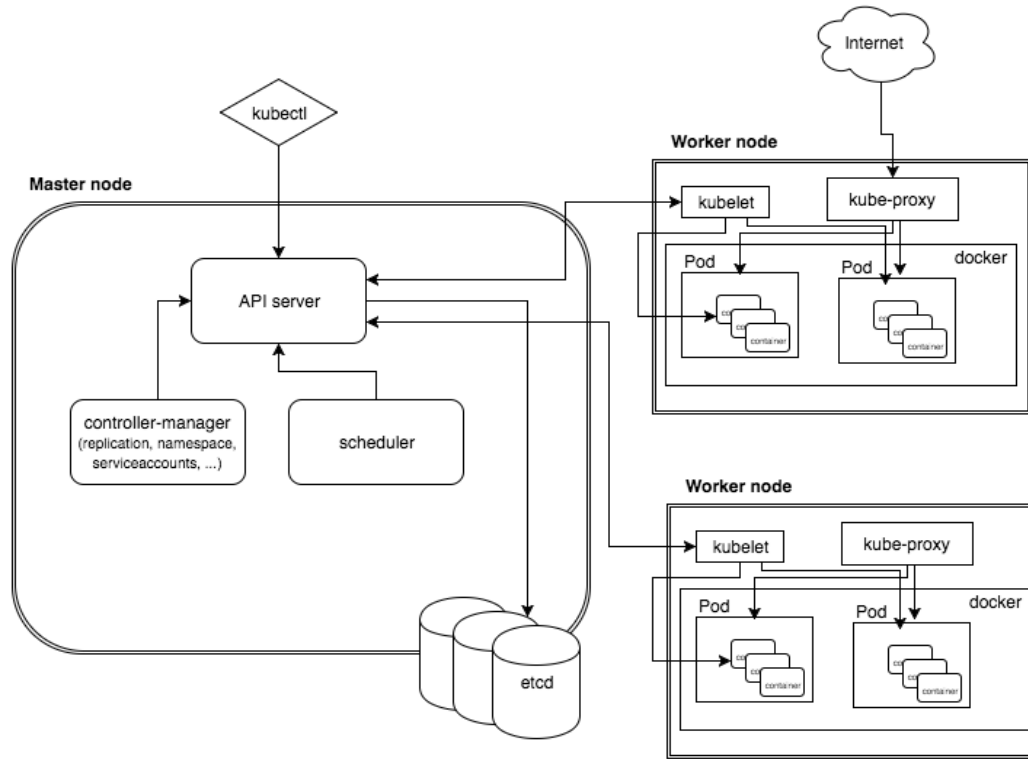 Internet
kubectl
Master node
API server
controller-manager
(replication, namespace,
serviceaccounts, ...)
scheduler
etcd
Worker node
kubelet
kube-proxy
docker
Pod
Pod
container
container
Worker node
kubelet
kube-proxy
docker
Pod
Pod
container
container